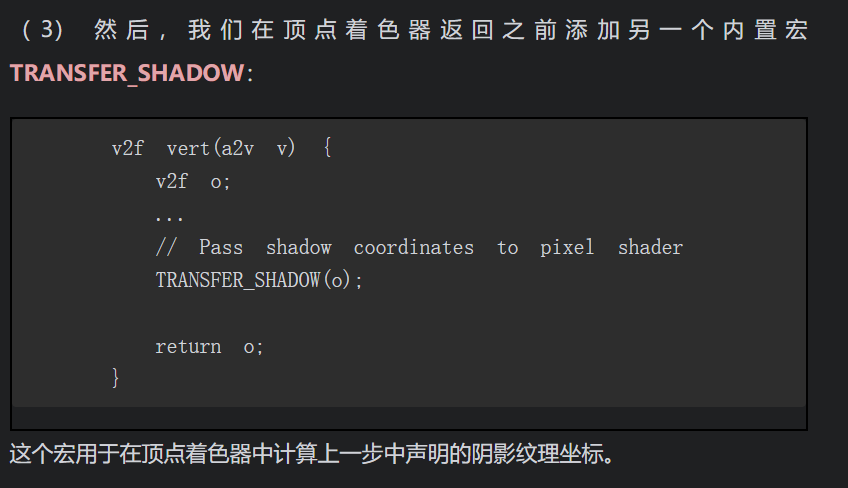 （3） 然后，我们在顶点着色器返回之前添加另一个内置宏
TRANSFER_SHADOW：
v2f vert(a2v v) {
v2f o;
...
// Pass shadow coordinates to pixel shader
TRANSFER_SHADOW(o);
return o;
}
这个宏用于在顶点着色器中计算上一步中声明的阴影纹理坐标。